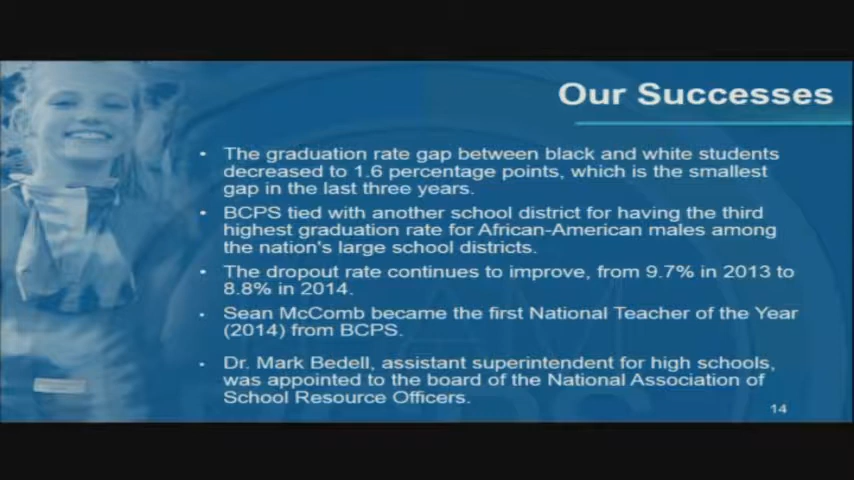 Our Successes
• The graduation rate gap between black and white students
decreased to 1.6 percentage points, which is the smallest
gap in the last three years.
• BCPS tied with another school district for having the third
highest graduation rate for African-American males among
the nation's large school districts.
• The dropout rate continues to improve, from 9.7% in 2013 to
8.8% in 2014.
• Sean McComb became the first National Teacher of the Year
(2014) from BCPS.
• Dr. Mark Bedell, assistant superintendent for high schools,
was appointed to the board of the National Association of
School Resource Officers.
14